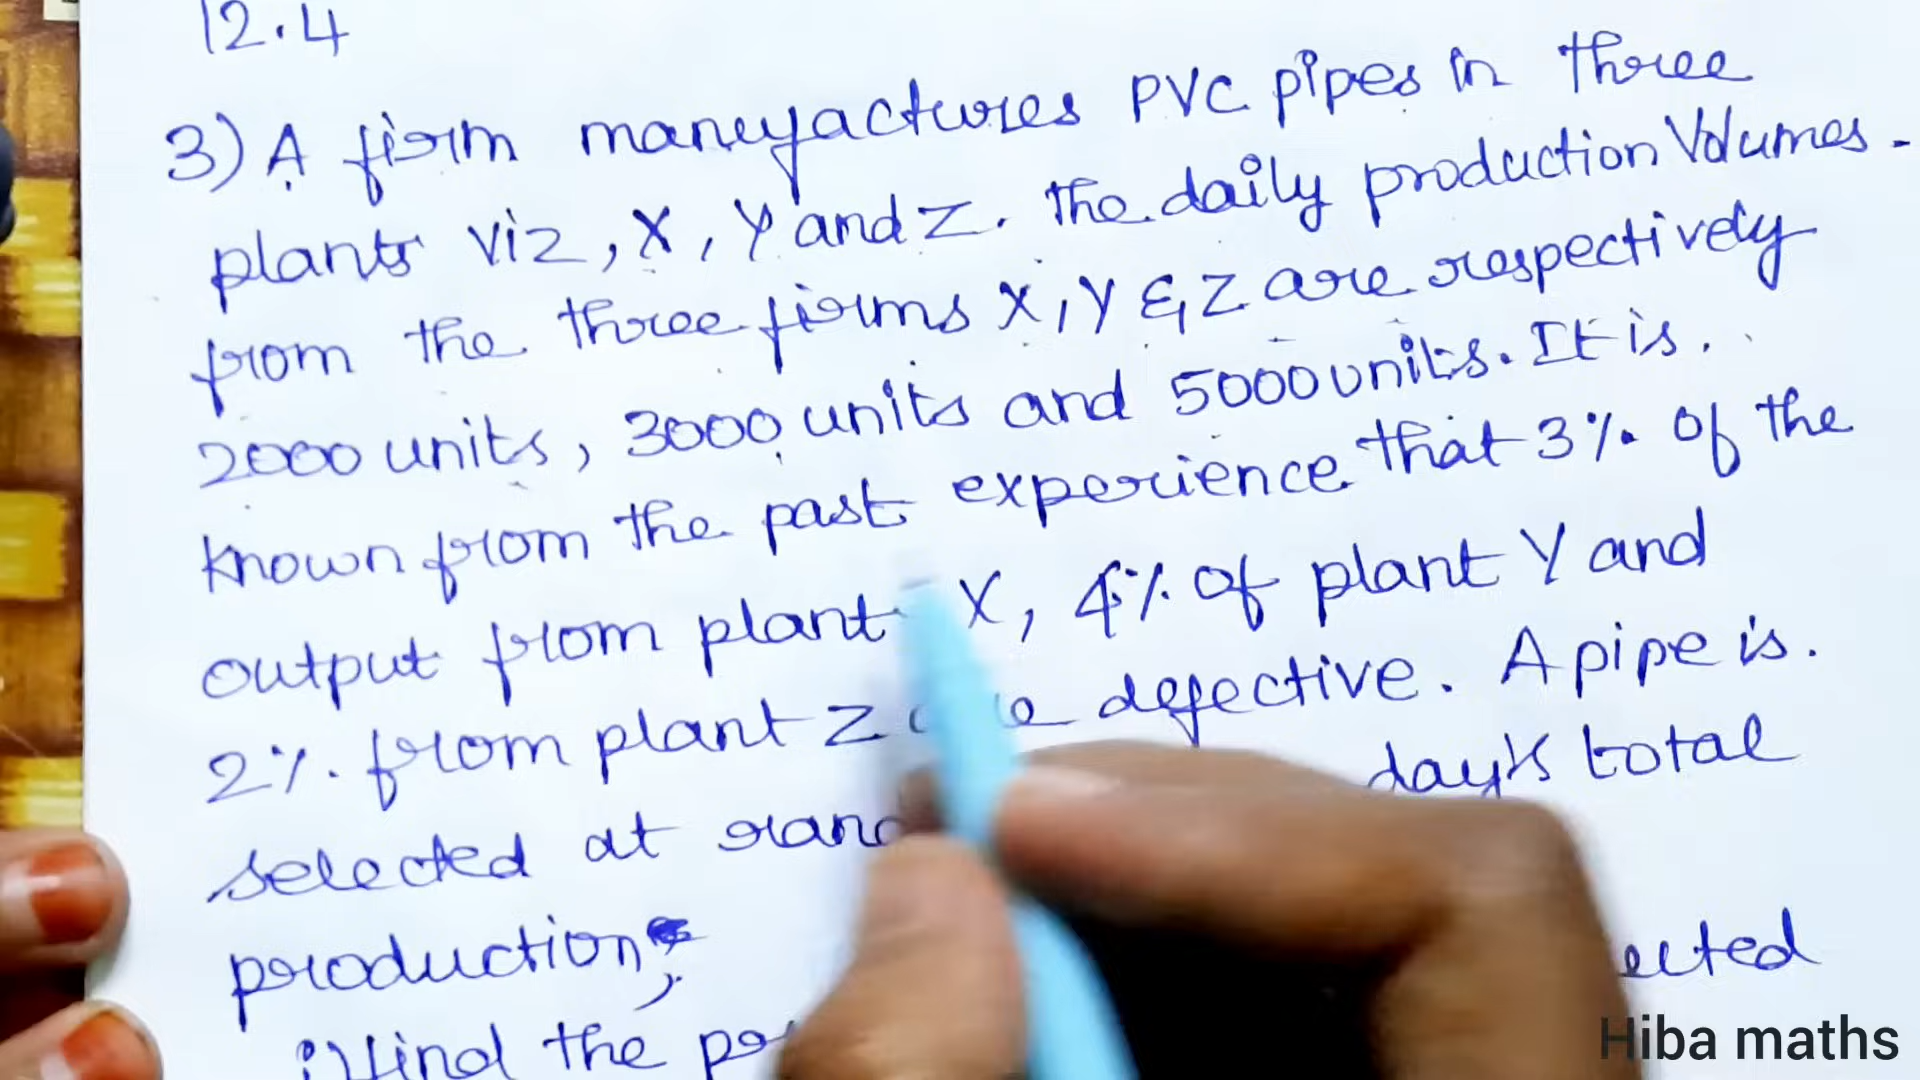 12.4
3) A firm manufactures PVC pipes in three
plants viz, X, Y and Z. The daily production Volumes
from the three firms X, Y & Z are respectively
2000 units, 3000 units and 5000 units. It is.
known from the past experience that 3% of the
output from plant X, 4% of plant Y and
2% from plant Z defective. A pipe is.
selected at day's total
production,
i) find the
Hiba maths